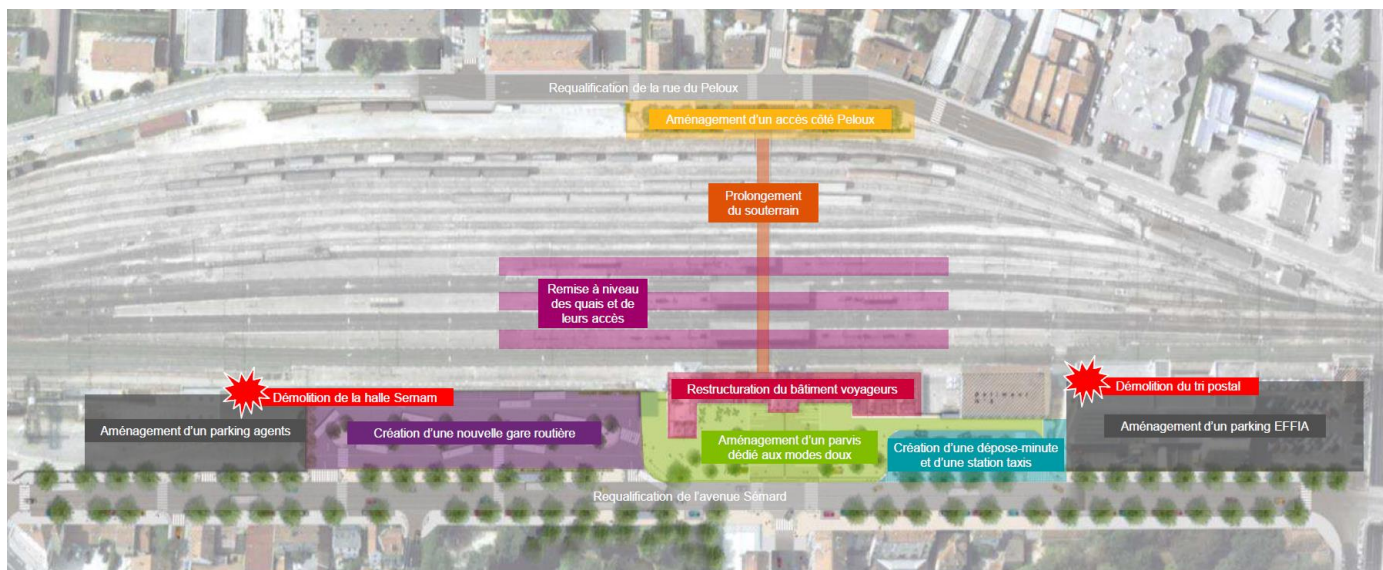 Requalification de la rue du Peloux
Aménagement d'un accès côté Peloux
Prolongement
du souterrain
Remise à niveau
des quais et de
leurs accès
Démolition de la halle Sernam
Restructuration du bâtiment voyageurs
Démolition du tri postal
Aménagement d'un parking agents
Création d'une nouvelle gare routière
Aménagement d'un parvis
dédié aux modes doux
Création d'une dépose-minute
et d'une station taxis
Aménagement d'un parking EFFIA
Requalification de l'avenue Sémard